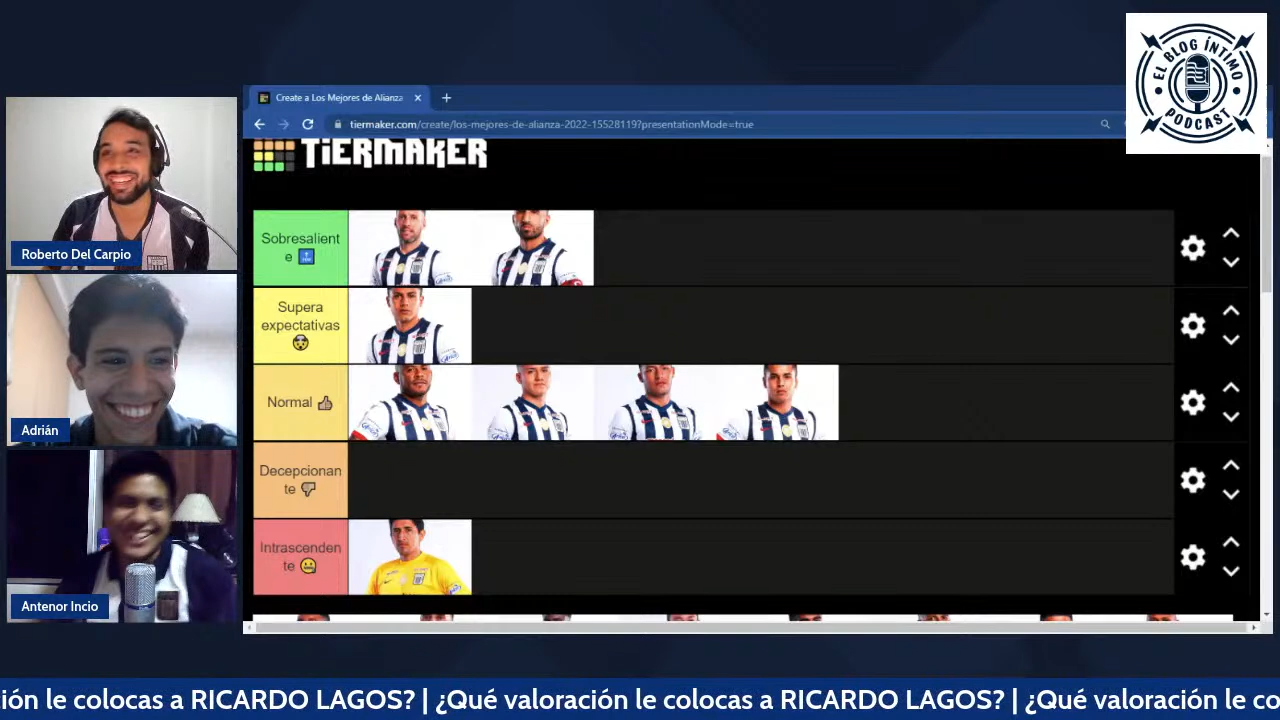 EL BLOG ÍNTIMO
PODCAST
Create a Los Mejores de Alianza
tiermaker.com/create/los-mejores-de-alianza-2022-15528119?presentationMode=true
TiERMAKER
Roberto Del Carpio
Adrián
Antenor Incio
Sobresalient
e
Supera
expectativas
Normal
Decepcionan
te
Intrascenden
te
ción le colocas a RICARDO LAGOS? | ¿Qué valoración le colocas a RICARDO LAGOS? | ¿Qué valoración le co